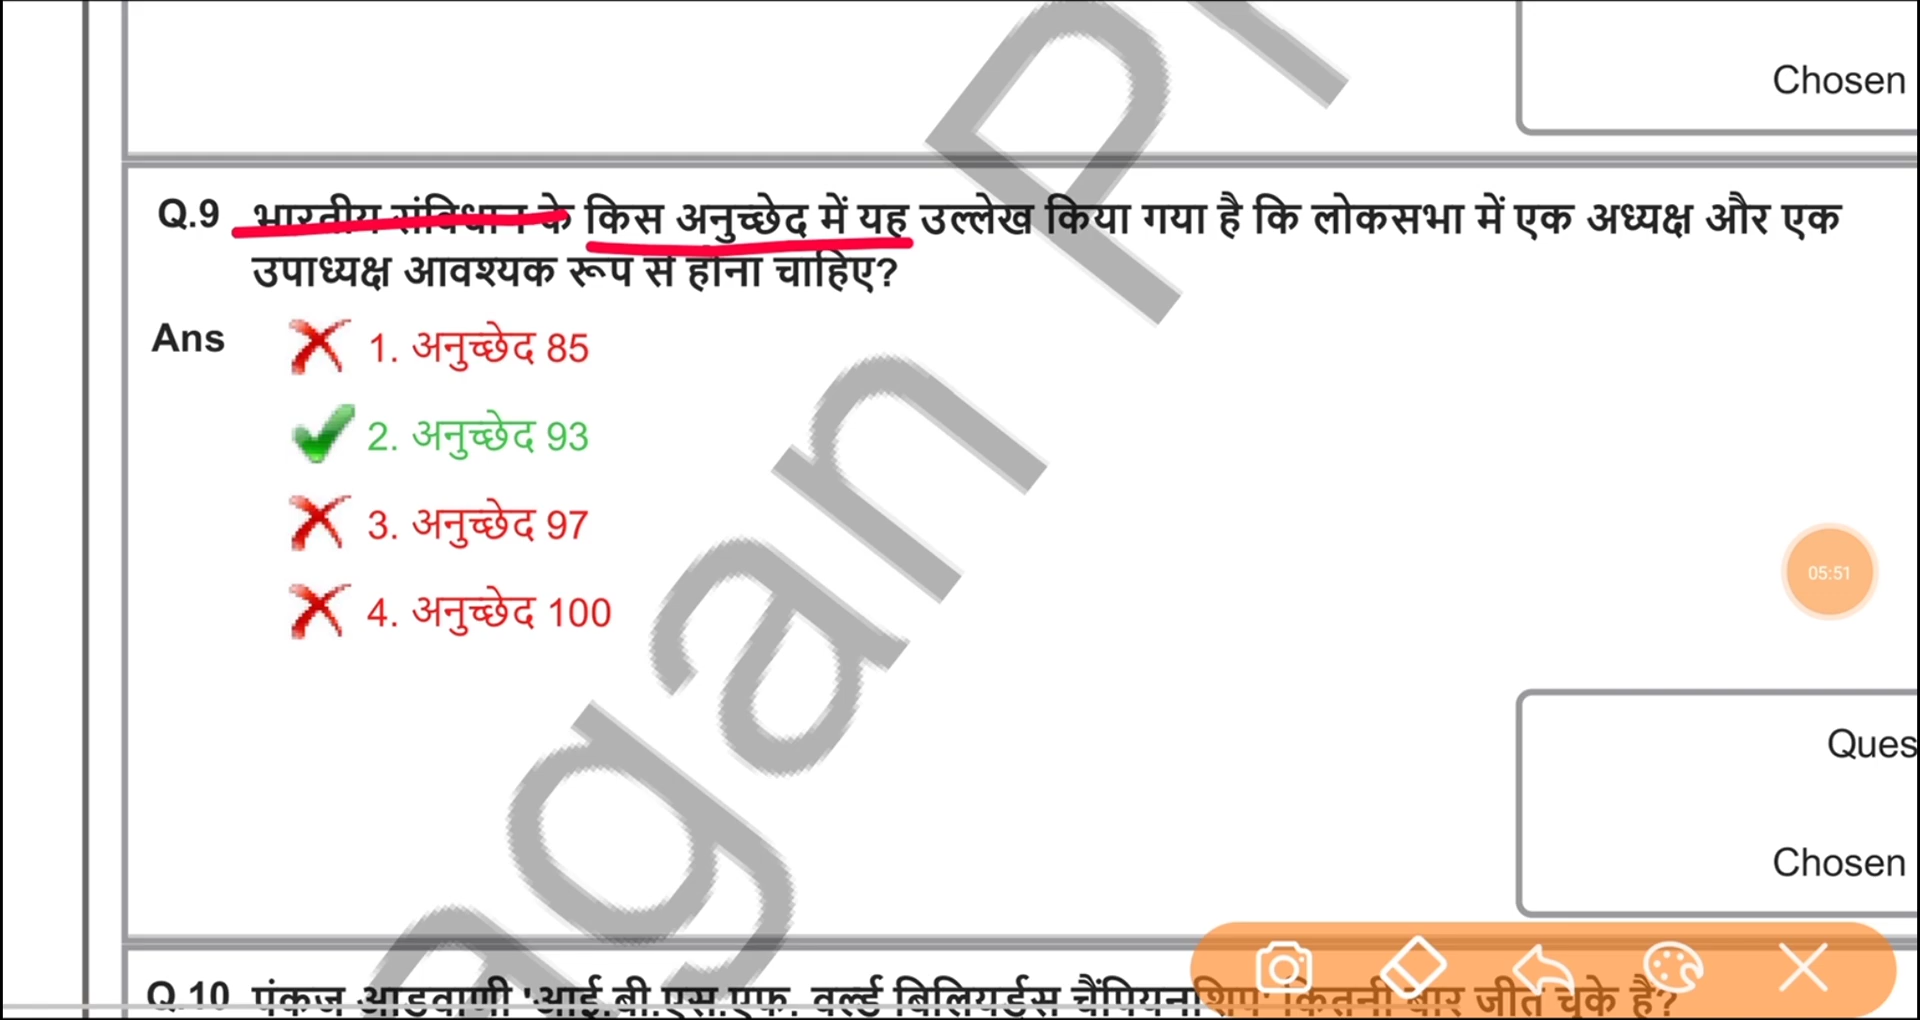 Chosen
Q.9 भारतीय संविधान के किस अनुच्छेद में यह उल्लेख किया गया है कि लोकसभा में एक अध्यक्ष और एक
उपाध्यक्ष आवश्यक रूप से होना चाहिए?
Ans 1. अनुच्छेद 85
2. अनुच्छेद 93
3. अनुच्छेद 97
4. अनुच्छेद 100
05:51
Ques
Chosen
Q.10 पंकज आडवाणी 'आई.बी.एस.एफ. वर्ल्ड बिलियर्ड्स चैंपियनशिप' कितनी बार जीत चुके हैं?
agan P